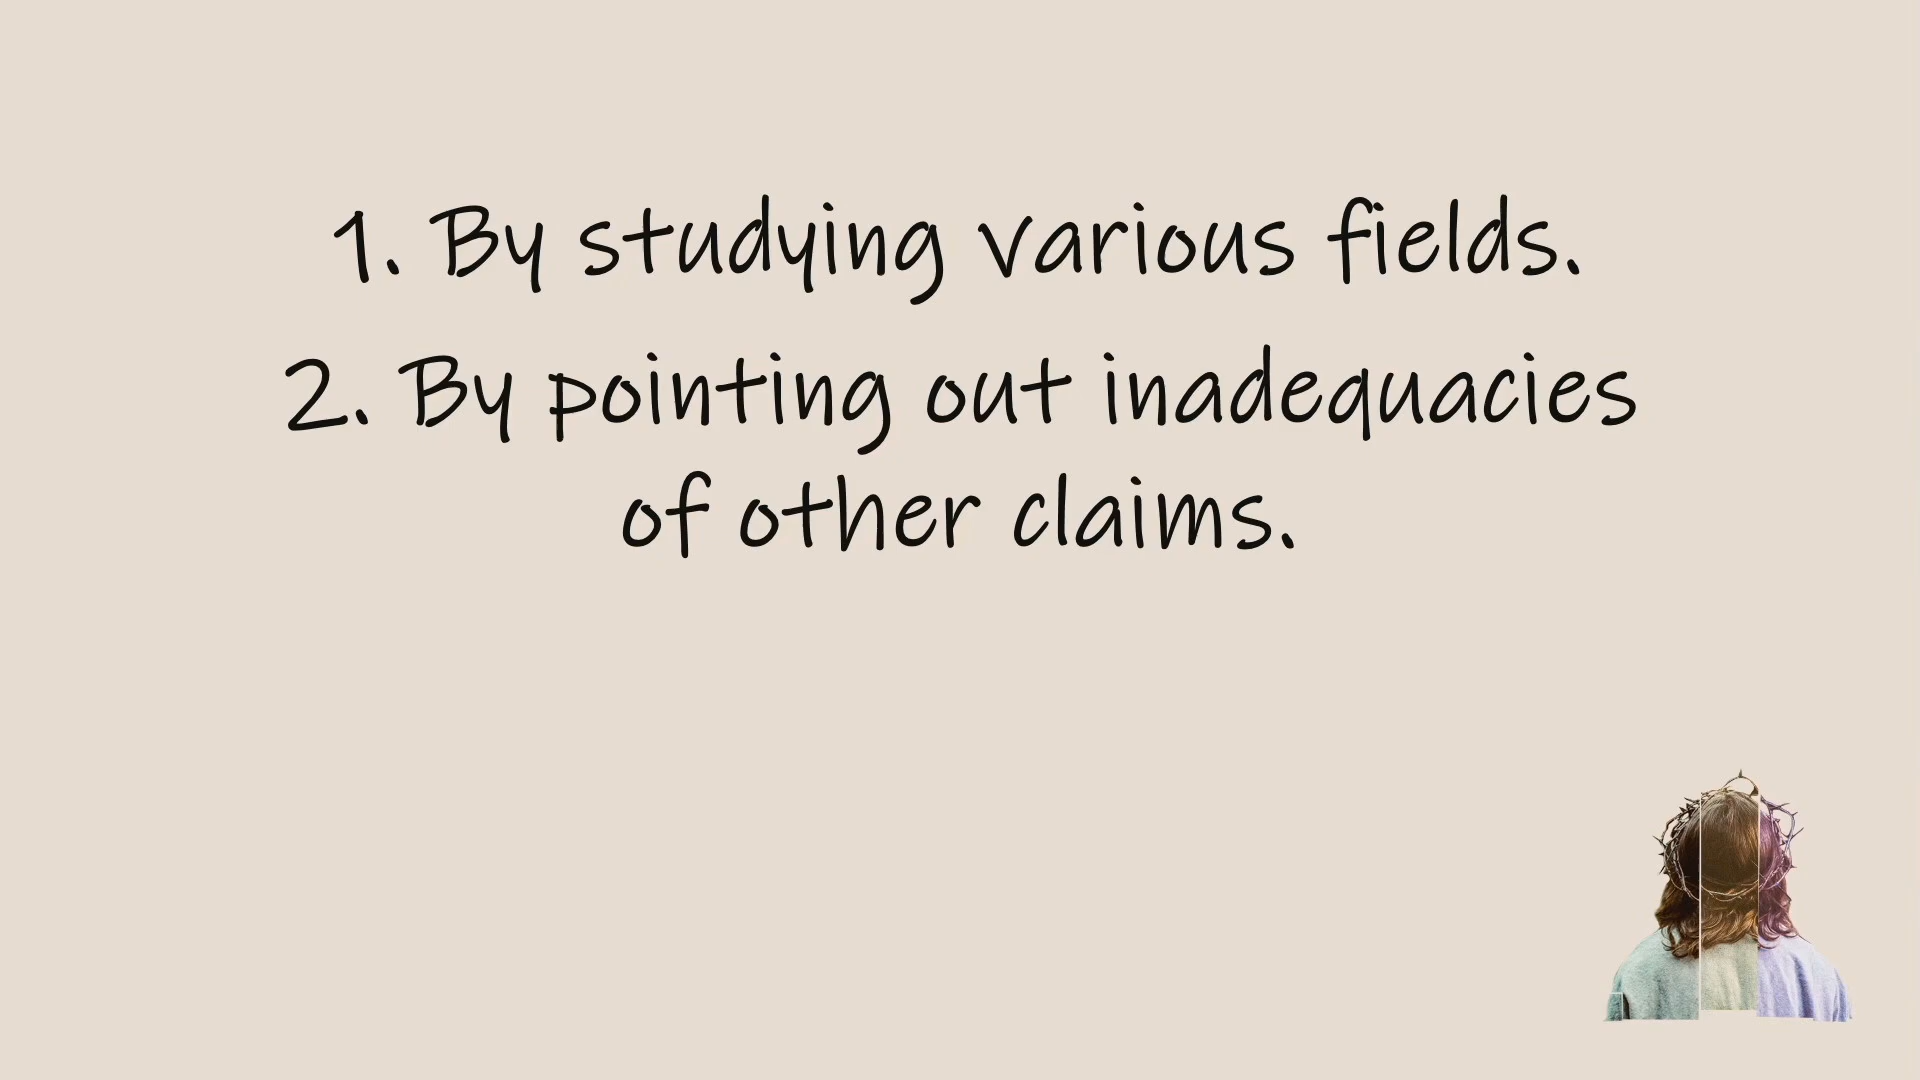 1. By studying various fields.
2. By pointing out inadequacies
of other claims.